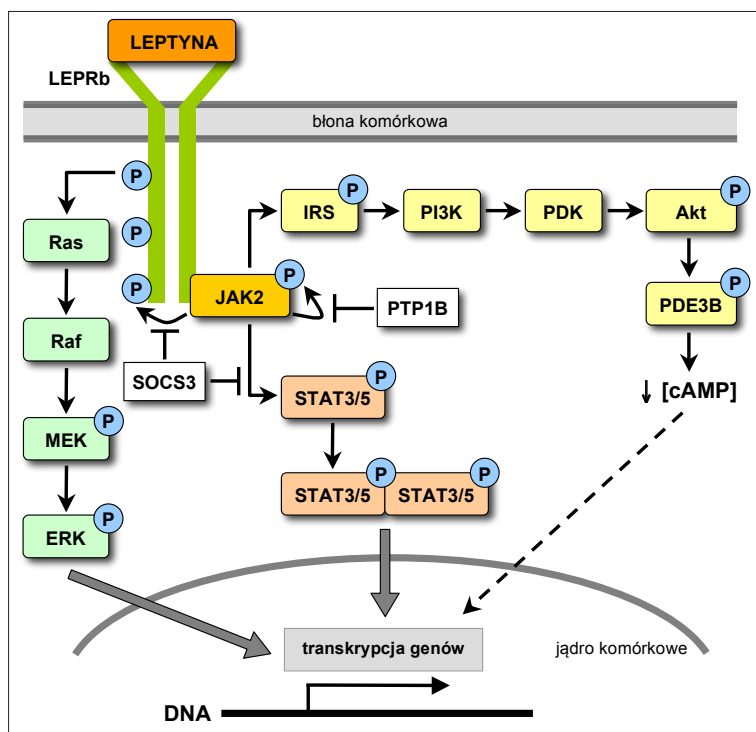 LEPTYNA
LEPRb
błona komórkowa
P
P
IRS
PI3K
PDK
P
Akt
Ras
P
P
JAK2
P
PTP1B
P
PDE3B
P
Raf
SOCS3
↓ [cAMP]
P
STAT3/5
P
MEK
P
STAT3/5
P
STAT3/5
P
ERK
transkrypcja genów
jądro komórkowe
DNA